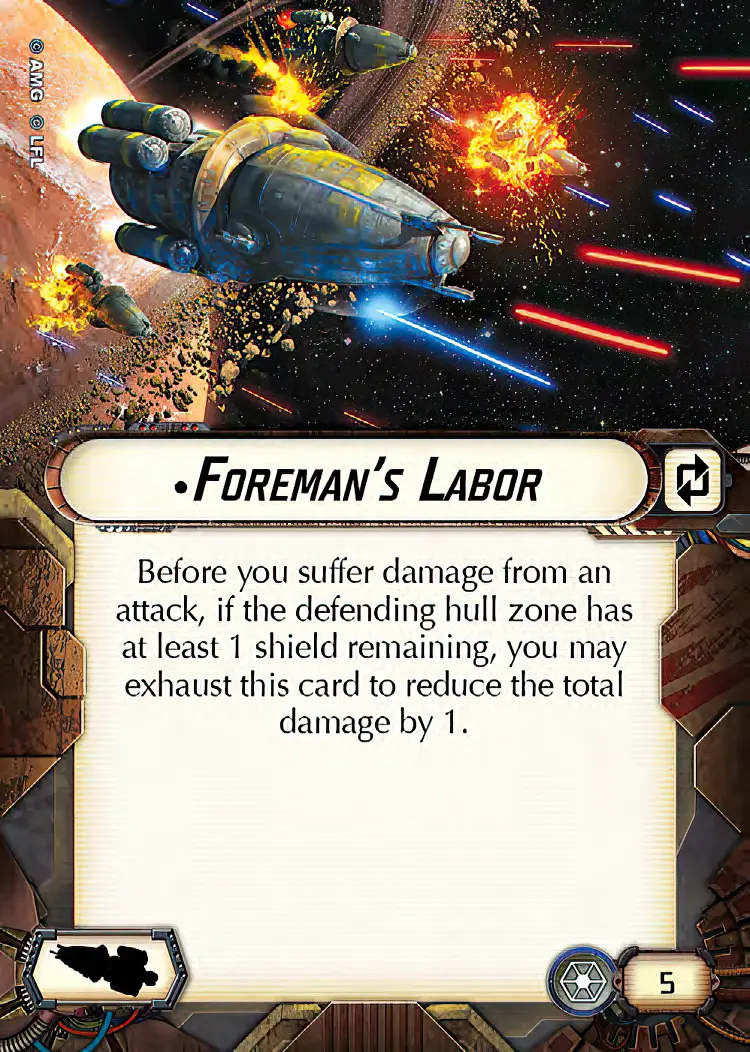 © AMG © LFL
•Foreman's Labor
Before you suffer damage from an
attack, if the defending hull zone has
at least 1 shield remaining, you may
exhaust this card to reduce the total
damage by 1.
5